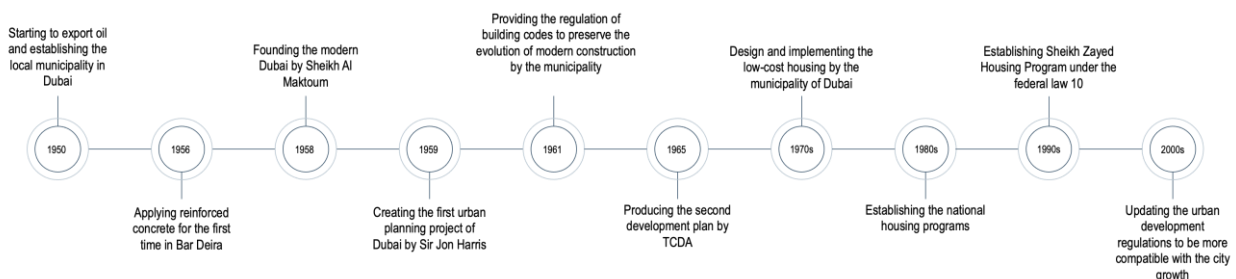 Starting to export oil
and establishing the
local municipality in
Dubai
1950
1956
Applying reinforced
concrete for the first
time in Bar Deira
Founding the modern
Dubai by Sheikh Al
Maktoum
1958
1959
Creating the first urban
planning project of
Dubai by Sir Jon Harris
Providing the regulation of
building codes to preserve the
evolution of modern construction
by the municipality
1961
1965
Producing the second
development plan by
TCDA
Design and implementing the
low-cost housing by the
municipality of Dubai
1970s
1980s
Establishing the national
housing programs
Establishing Sheikh Zayed
Housing Program under the
federal law 10
1990s
2000s
Updating the urban
development
regulations to be more
compatible with the city
growth